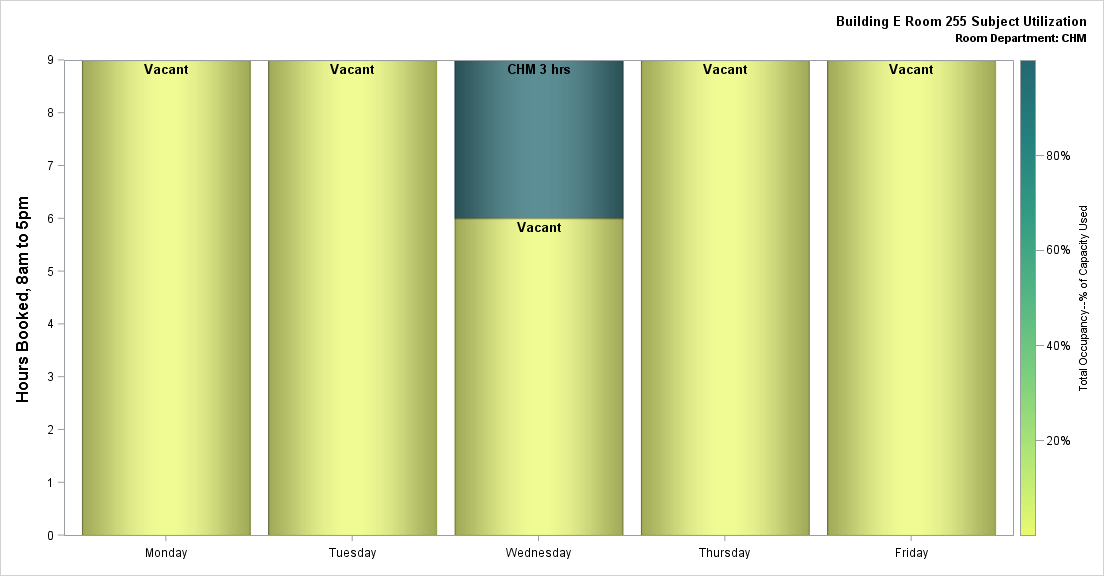 Building E Room 255 Subject Utilization
Room Department: CHM
Hours Booked, 8am to 5pm
9
8
7
6
5
4
3
2
1
0
Vacant
Vacant
CHM 3 hrs
Vacant
Vacant
Vacant
Monday
Tuesday
Wednesday
Thursday
Friday
80%
60%
40%
20%
Total Occupancy--% of Capacity Used